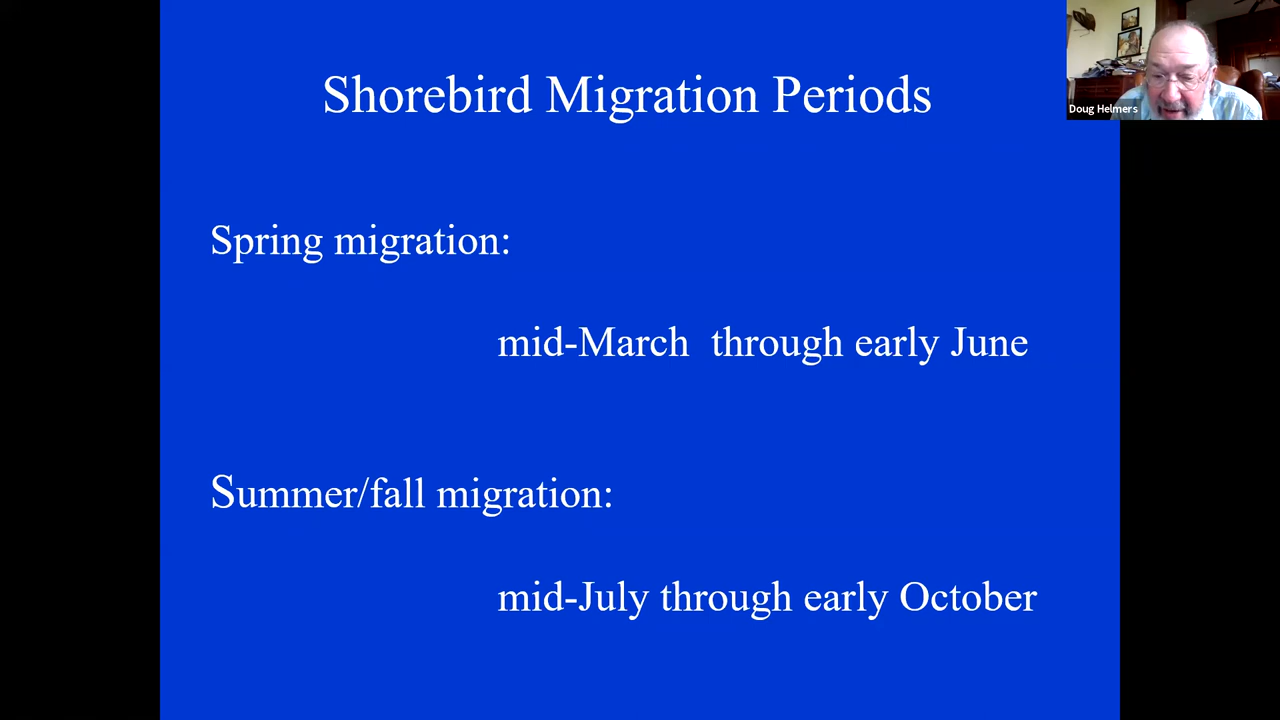 Shorebird Migration Periods
Doug Helmers
Spring migration:
mid-March  through early June
Summer/fall migration:
mid-July through early October